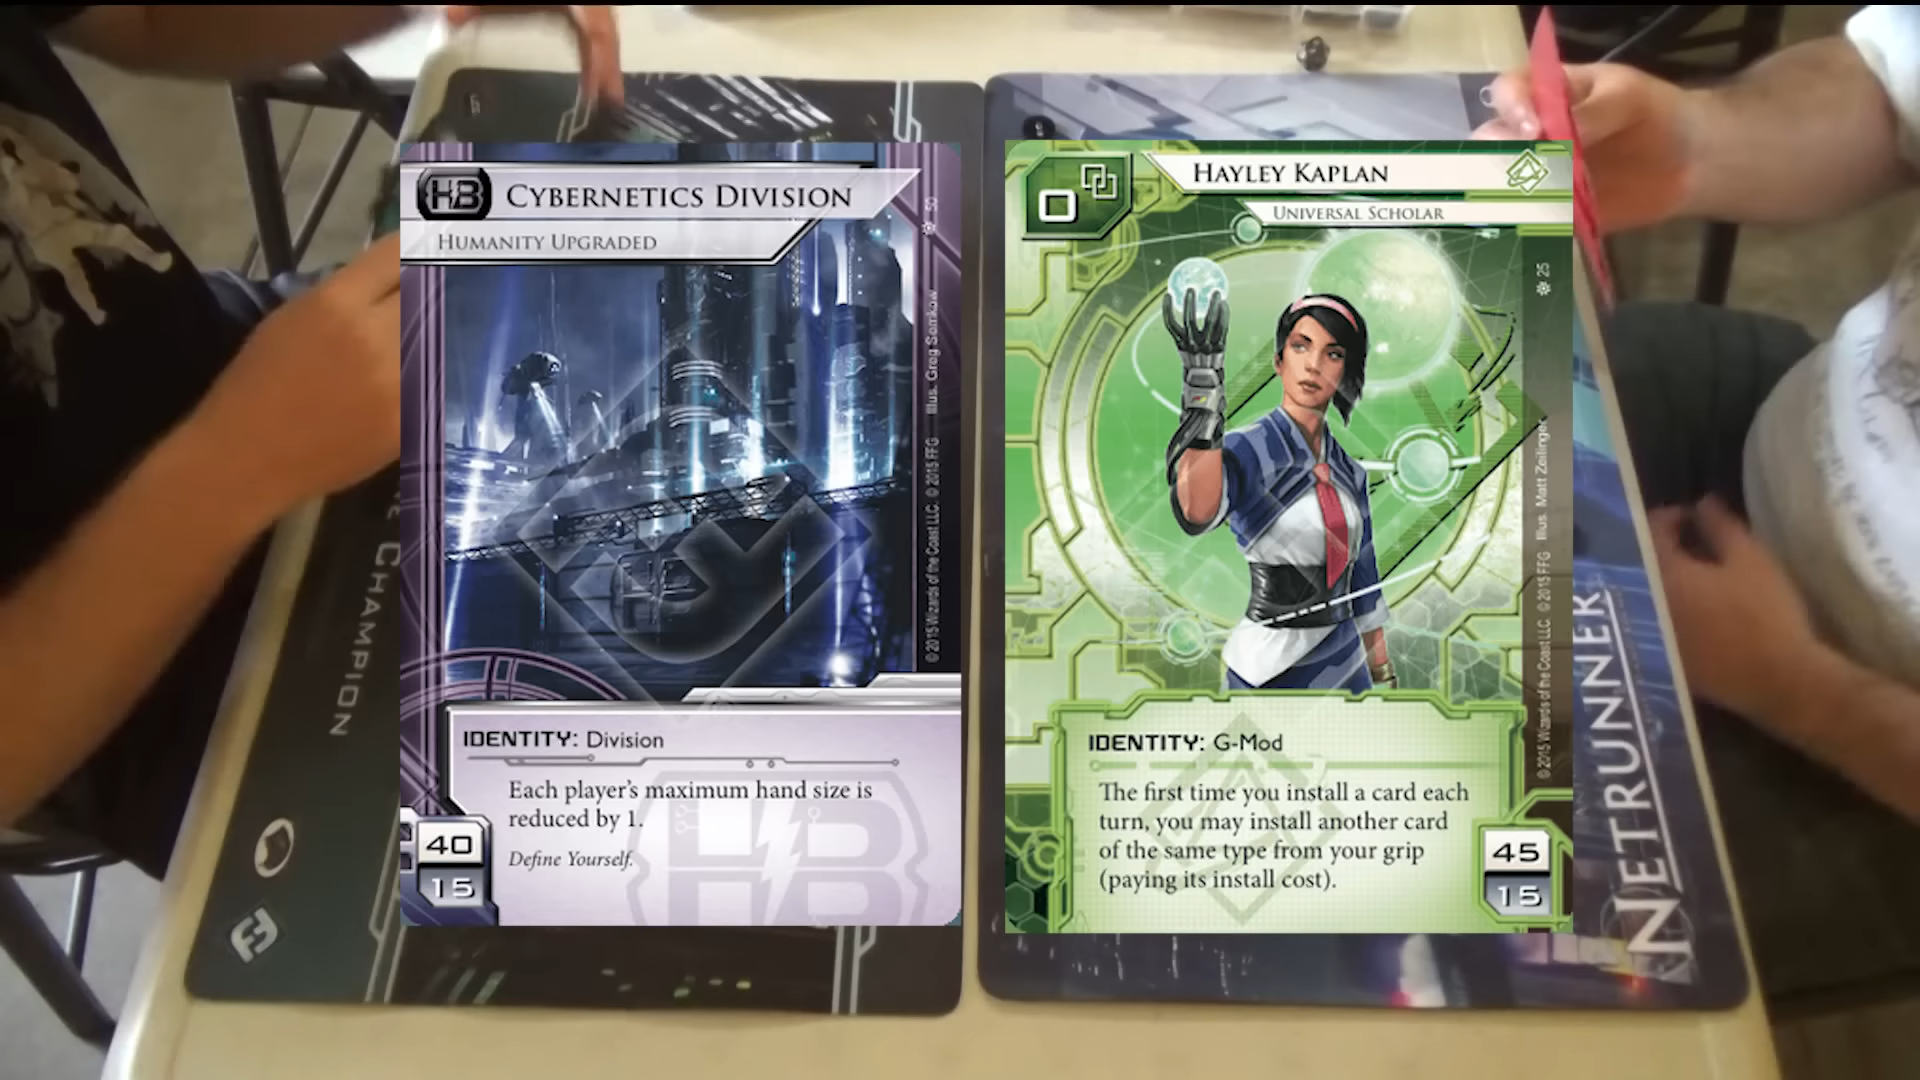 HB
CYBERNETICS DIVISION
HUMANITY UPGRADED
50
Illus. Greg Semkow
© 2015 Wizards of the Coast LLC. © 2015 FFG
IDENTITY: Division
Each player's maximum hand size is
reduced by 1.
Define Yourself.
40
15
HB
0
HAYLEY KAPLAN
UNIVERSAL SCHOLAR
25
Illus. Matt Zeilinger
© 2015 Wizards of the Coast LLC. © 2015 FFG
IDENTITY: G-Mod
The first time you install a card each
turn, you may install another card
of the same type from your grip
(paying its install cost).
45
15
CHAMPION
NETRUNNER